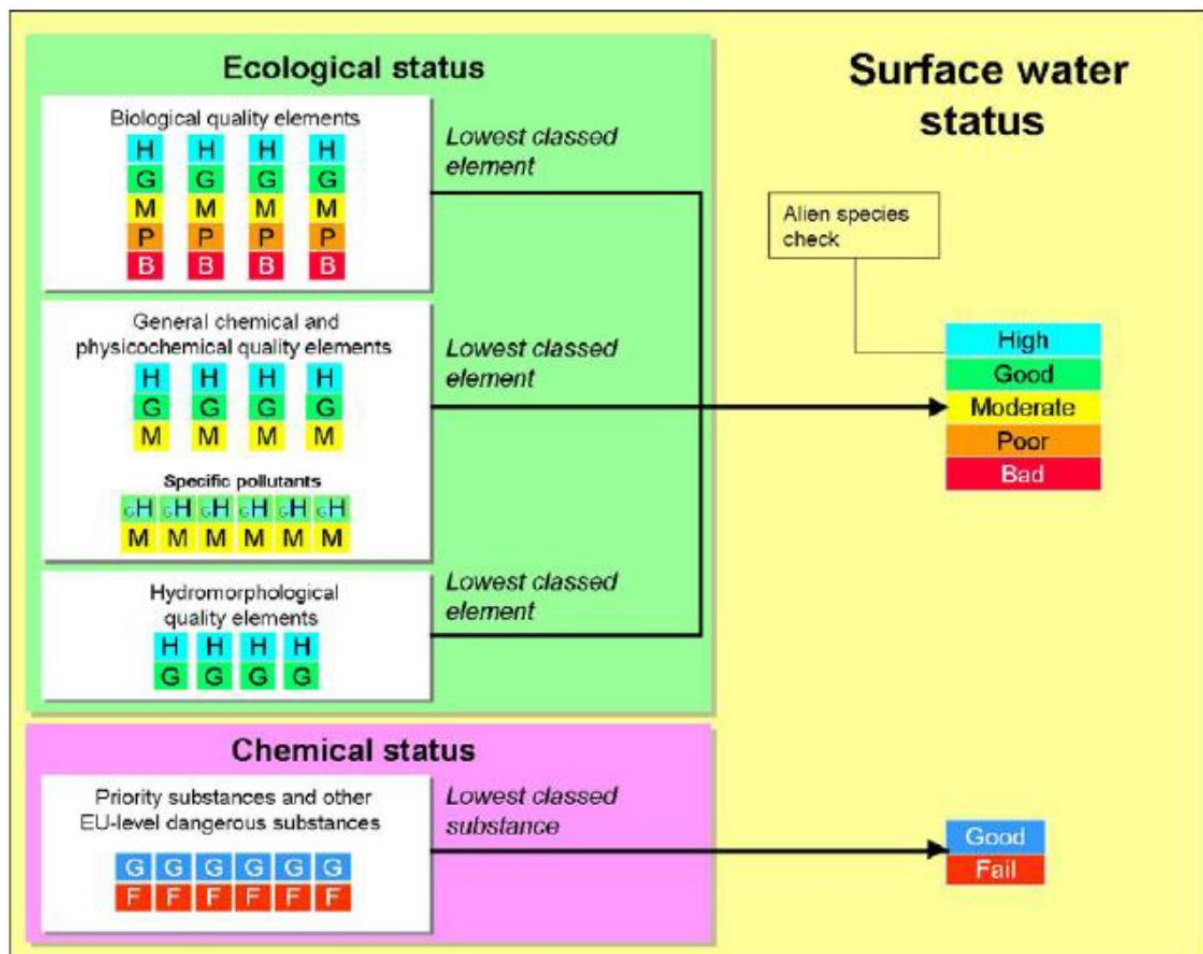 Ecological status
Biological quality elements
H H H H
G G G G
M M M M
P P P P
B B B B
Lowest classed
element
General chemical and
physicochemical quality elements
H H H H
G G G G
M M M M
Specific pollutants
GH GH GH GH GH GH
M M M M M M
Lowest classed
element
Hydromorphological
quality elements
H H H H
G G G G
Lowest classed
element
Surface water
status
Alien species
check
High
Good
Moderate
Poor
Bad
Chemical status
Priority substances and other
EU-level dangerous substances
G G G G G G
F F F F F F
Lowest classed
substance
Good
Fail